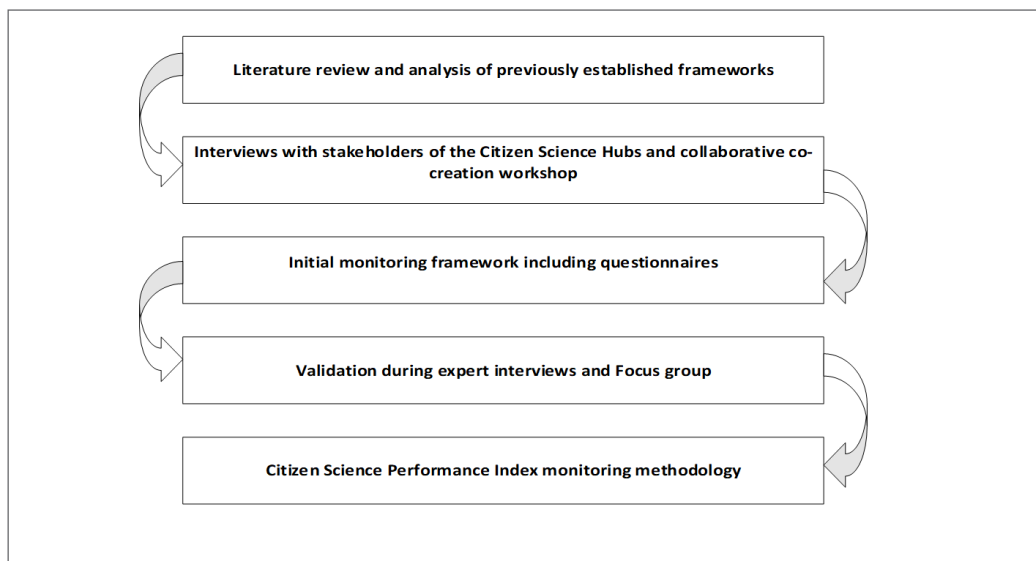 Literature review and analysis of previously established frameworks
Interviews with stakeholders of the Citizen Science Hubs and collaborative co-
creation workshop
Initial monitoring framework including questionnaires
Validation during expert interviews and Focus group
Citizen Science Performance Index monitoring methodology